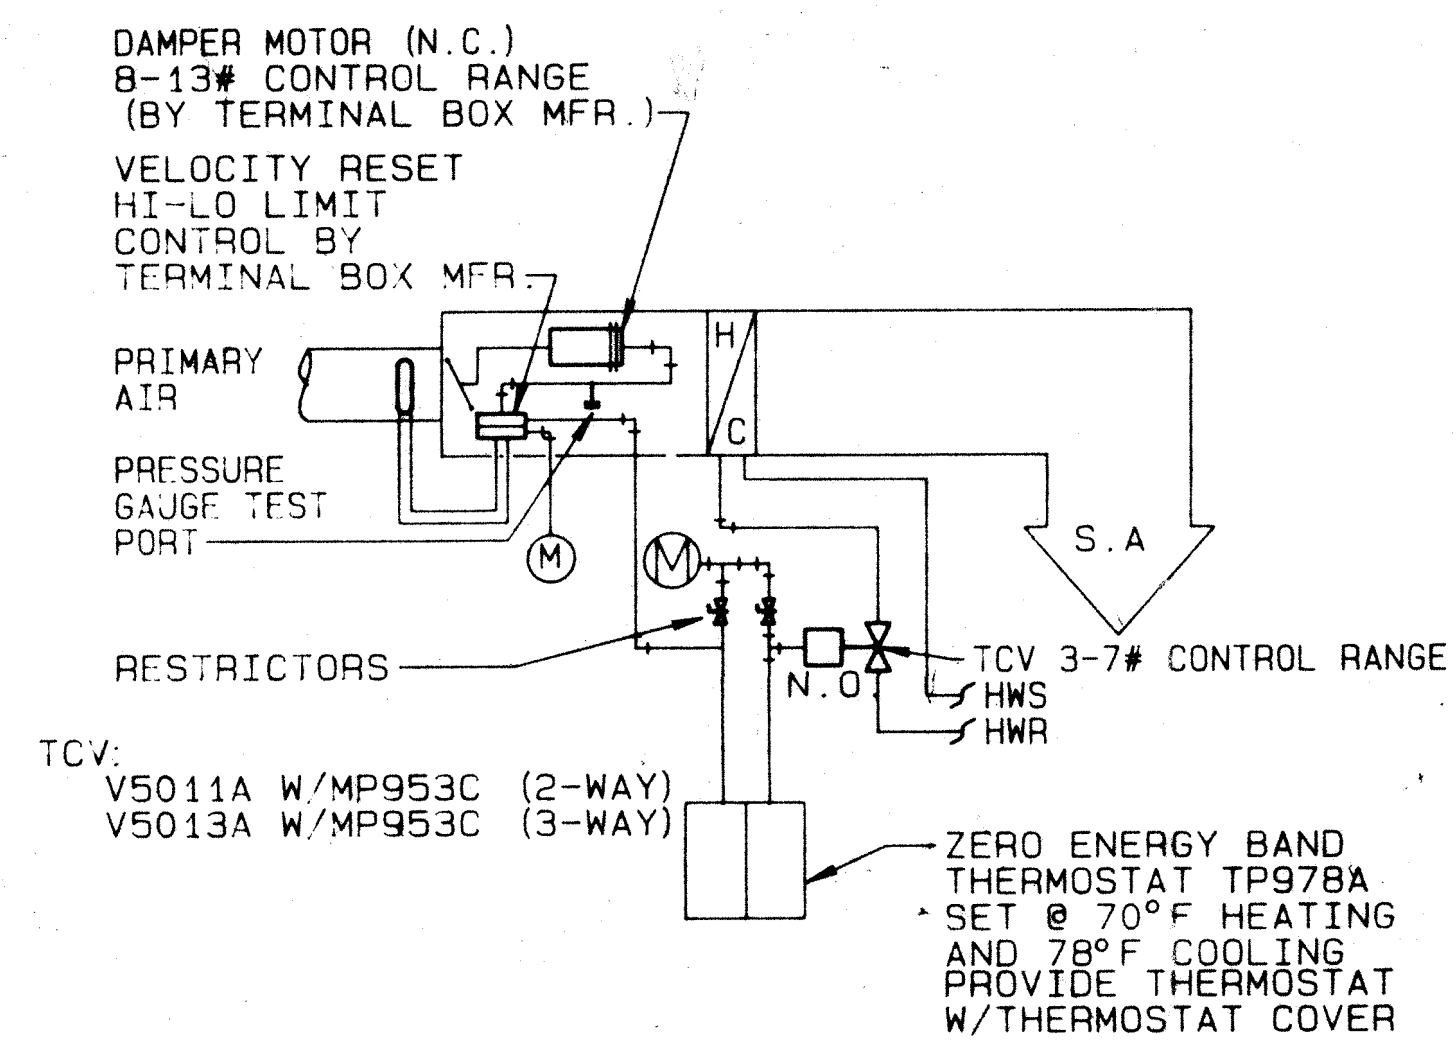 DAMPER MOTOR (N.C.)
8-13# CONTROL RANGE
(BY TERMINAL BOX MFR.)
VELOCITY RESET
HI-LO LIMIT
CONTROL BY
TERMINAL BOX MFR.
PRIMARY
AIR
H
C
PRESSURE
GAUGE TEST
PORT
M
M
S.A
RESTRICTORS
N.O.
TCV 3-7# CONTROL RANGE
HWS
HWR
TCV:
V5011A W/MP953C (2-WAY)
V5013A W/MP953C (3-WAY)
ZERO ENERGY BAND
THERMOSTAT TP978A
SET @ 70°F HEATING
AND 78°F COOLING
PROVIDE THERMOSTAT
W/THERMOSTAT COVER